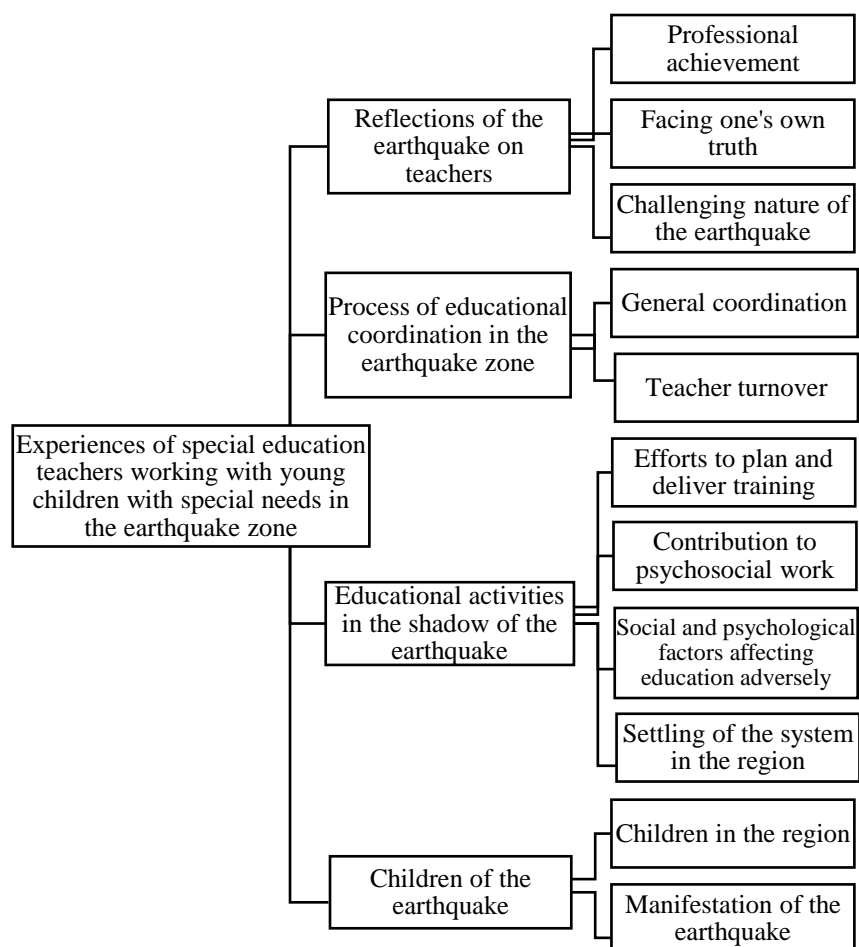 Professional
achievement
Reflections of the
earthquake on
teachers
Facing one's own
truth
Challenging nature of
the earthquake
Process of educational
coordination in the
earthquake zone
General coordination
Teacher turnover
Experiences of special education
teachers working with young
children with special needs in
the earthquake zone
Efforts to plan and
deliver training
Contribution to
psychosocial work
Educational activities
in the shadow of the
earthquake
Social and psychological
factors affecting
education adversely
Settling of the system
in the region
Children in the region
Children of the
earthquake
Manifestation of the
earthquake